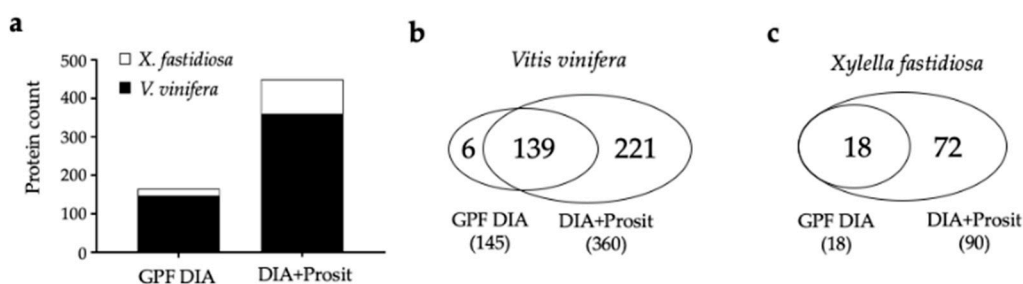 a
500
400
300
200
100
0
Protein count
X. fastidiosa
V. vinifera
GPF DIA
DIA+Prosit
b
Vitis vinifera
6
139
221
GPF DIA
(145)
DIA+Prosit
(360)
c
Xylella fastidiosa
18
72
GPF DIA
(18)
DIA+Prosit
(90)